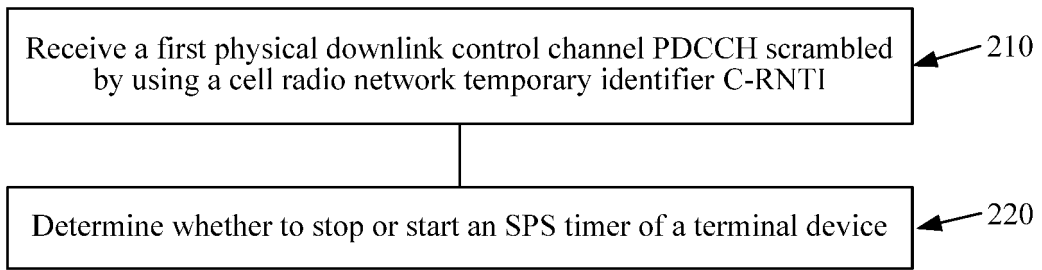 Receive a first physical downlink control channel PDCCH scrambled
by using a cell radio network temporary identifier C-RNTI
210
Determine whether to stop or start an SPS timer of a terminal device
220